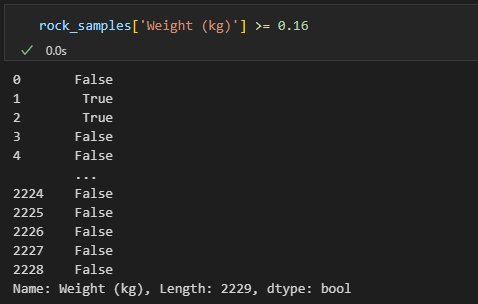 rock_samples['Weight (kg)'] >= 0.16
0.0s
0 False
1 True
2 True
3 False
4 False
...
2224 False
2225 False
2226 False
2227 False
2228 False
Name: Weight (kg), Length: 2229, dtype: bool